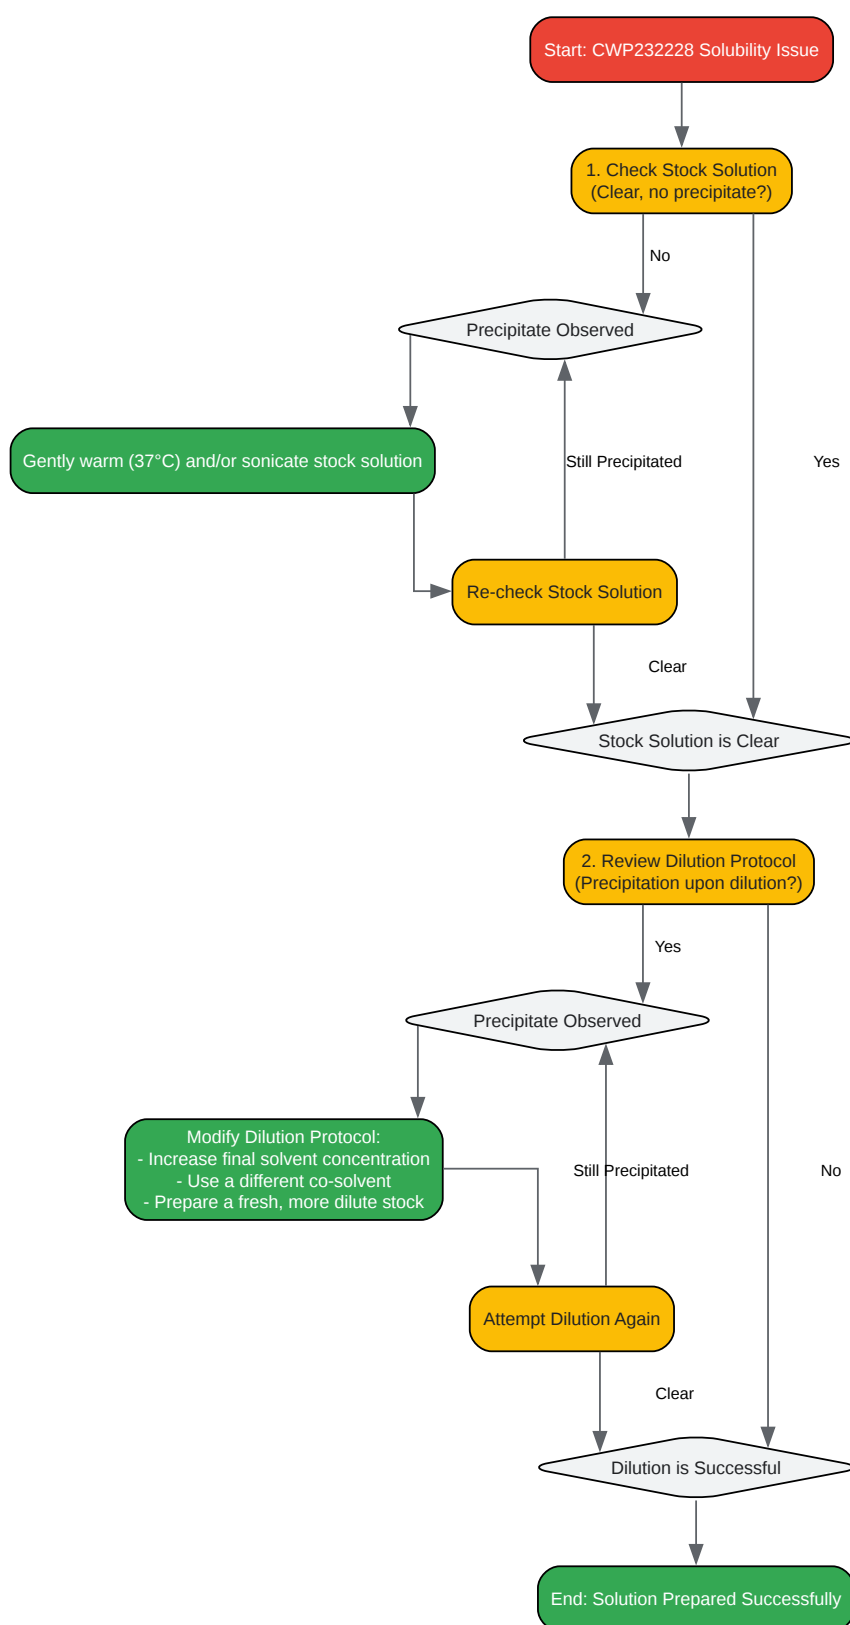 Start: CWP232228 Solubility Issue
1. Check Stock Solution
(Clear, no precipitate?)
No
Precipitate Observed
Gently warm (37°C) and/or sonicate stock solution
Still Precipitated
Yes
Re-check Stock Solution
Clear
Stock Solution is Clear
2. Review Dilution Protocol
(Precipitation upon dilution?)
Yes
Precipitate Observed
Modify Dilution Protocol:
- Increase final solvent concentration
- Use a different co-solvent
- Prepare a fresh, more dilute stock
Still Precipitated
No
Attempt Dilution Again
Clear
Dilution is Successful
End: Solution Prepared Successfully